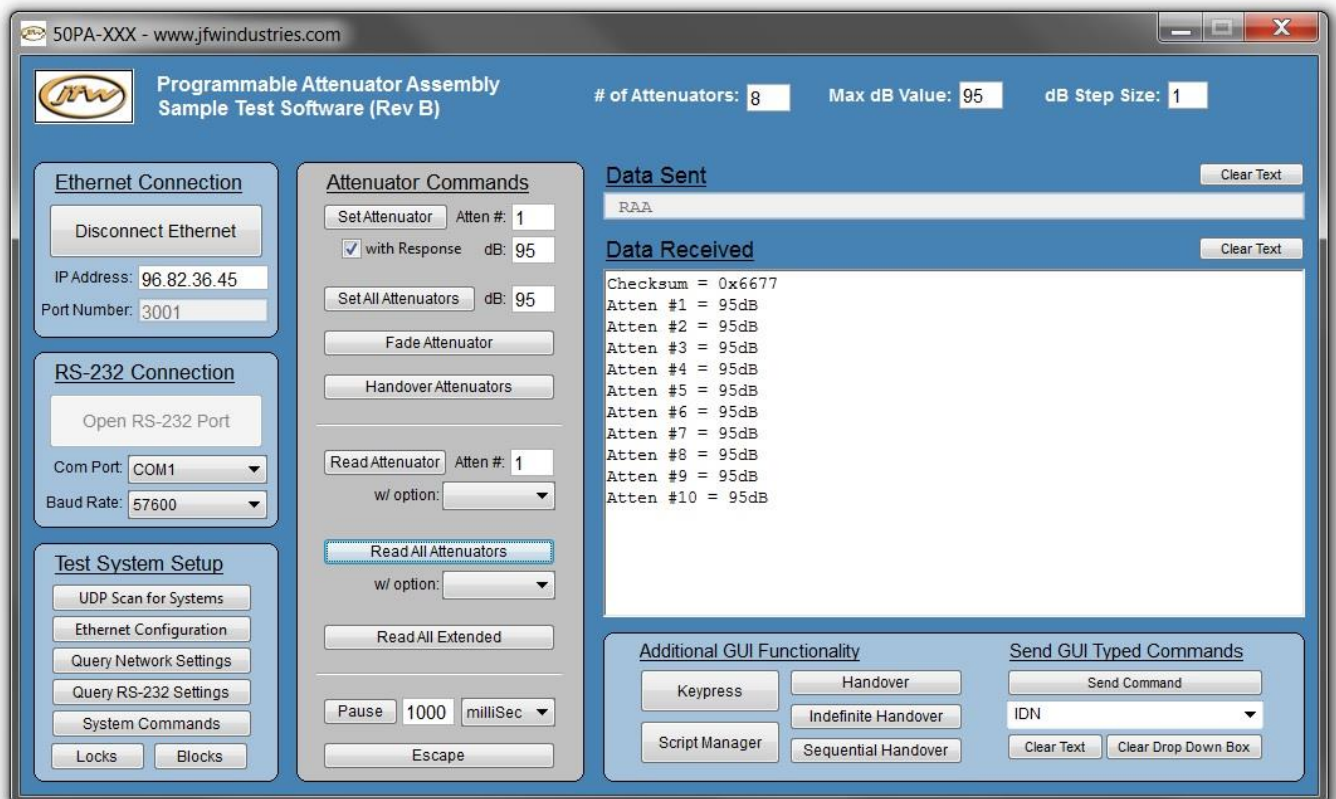 50PA-XXX - www.jfwindustries.com
JFW
Programmable Attenuator Assembly
Sample Test Software (Rev B)
# of Attenuators: 8 Max dB Value: 95 dB Step Size: 1
Ethernet Connection
Disconnect Ethernet
IP Address: 96.82.36.45
Port Number: 3001
RS-232 Connection
Open RS-232 Port
Com Port: COM1
Baud Rate: 57600
Test System Setup
UDP Scan for Systems
Ethernet Configuration
Query Network Settings
Query RS-232 Settings
System Commands
Locks Blocks
Attenuator Commands
Set Attenuator Atten #: 1
with Response dB: 95
Set All Attenuators dB: 95
Fade Attenuator
Handover Attenuators
Read Attenuator Atten #: 1
w/ option:
Read All Attenuators
w/ option:
Read All Extended
Pause 1000 milliSec
Escape
Data Sent Clear Text
RAA
Data Received Clear Text
Checksum = 0x6677
Atten #1 = 95dB
Atten #2 = 95dB
Atten #3 = 95dB
Atten #4 = 95dB
Atten #5 = 95dB
Atten #6 = 95dB
Atten #7 = 95dB
Atten #8 = 95dB
Atten #9 = 95dB
Atten #10 = 95dB
Additional GUI Functionality
Keypress
Script Manager
Handover
Indefinite Handover
Sequential Handover
Send GUI Typed Commands
Send Command
IDN
Clear Text Clear Drop Down Box